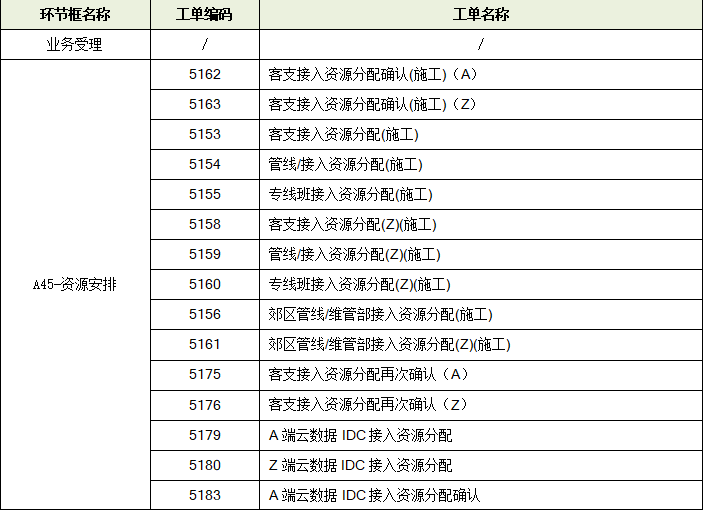 环节框名称 工单编码 工单名称
业务受理 / /
A45-资源安排
5162 客支接入资源分配确认(施工)（A）
5163 客支接入资源分配确认(施工)（Z）
5153 客支接入资源分配(施工)
5154 管线/接入资源分配(施工)
5155 专线班接入资源分配(施工)
5158 客支接入资源分配(Z)(施工)
5159 管线/接入资源分配(Z)(施工)
5160 专线班接入资源分配(Z)(施工)
5156 郊区管线/维管部接入资源分配(施工)
5161 郊区管线/维管部接入资源分配(Z)(施工)
5175 客支接入资源分配再次确认（A）
5176 客支接入资源分配再次确认（Z）
5179 A 端云数据 IDC 接入资源分配
5180 Z 端云数据 IDC 接入资源分配
5183 A 端云数据 IDC 接入资源分配确认